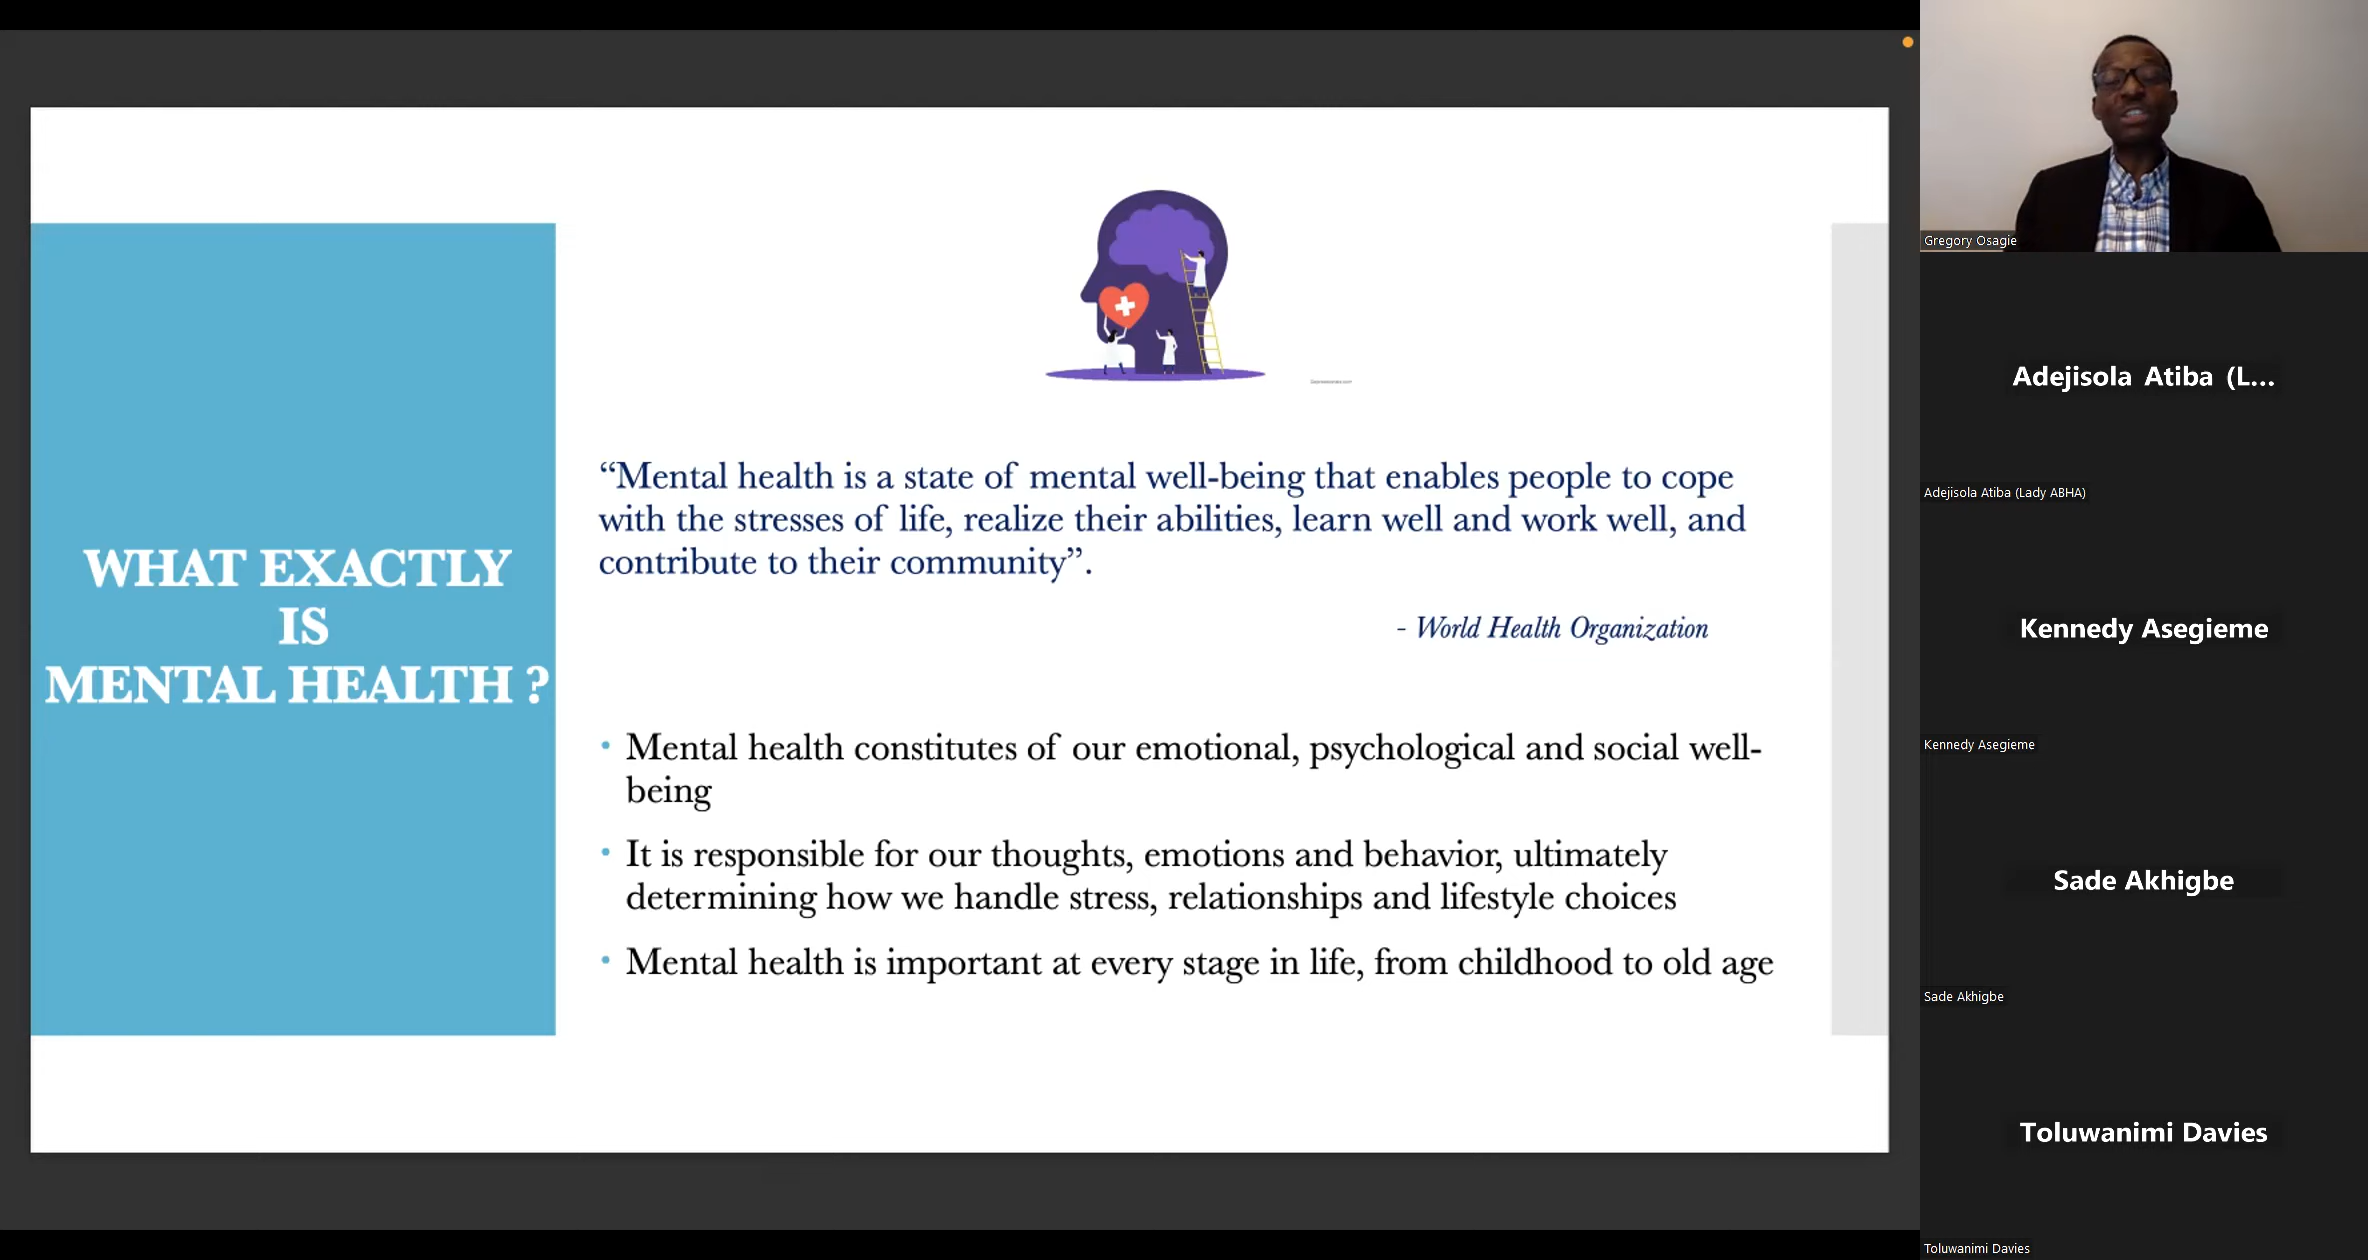 WHAT EXACTLY
IS
MENTAL HEALTH ?
“Mental health is a state of mental well-being that enables people to cope
with the stresses of life, realize their abilities, learn well and work well, and
contribute to their community”.
- World Health Organization
• Mental health constitutes of our emotional, psychological and social well-
being
• It is responsible for our thoughts, emotions and behavior, ultimately
determining how we handle stress, relationships and lifestyle choices
• Mental health is important at every stage in life, from childhood to old age
Gregory Osagie
Adejisola Atiba (L...
Adejisola Atiba (Lady ABHA)
Kennedy Asegieme
Kennedy Asegieme
Sade Akhigbe
Sade Akhigbe
Toluwanimi Davies
Toluwanimi Davies